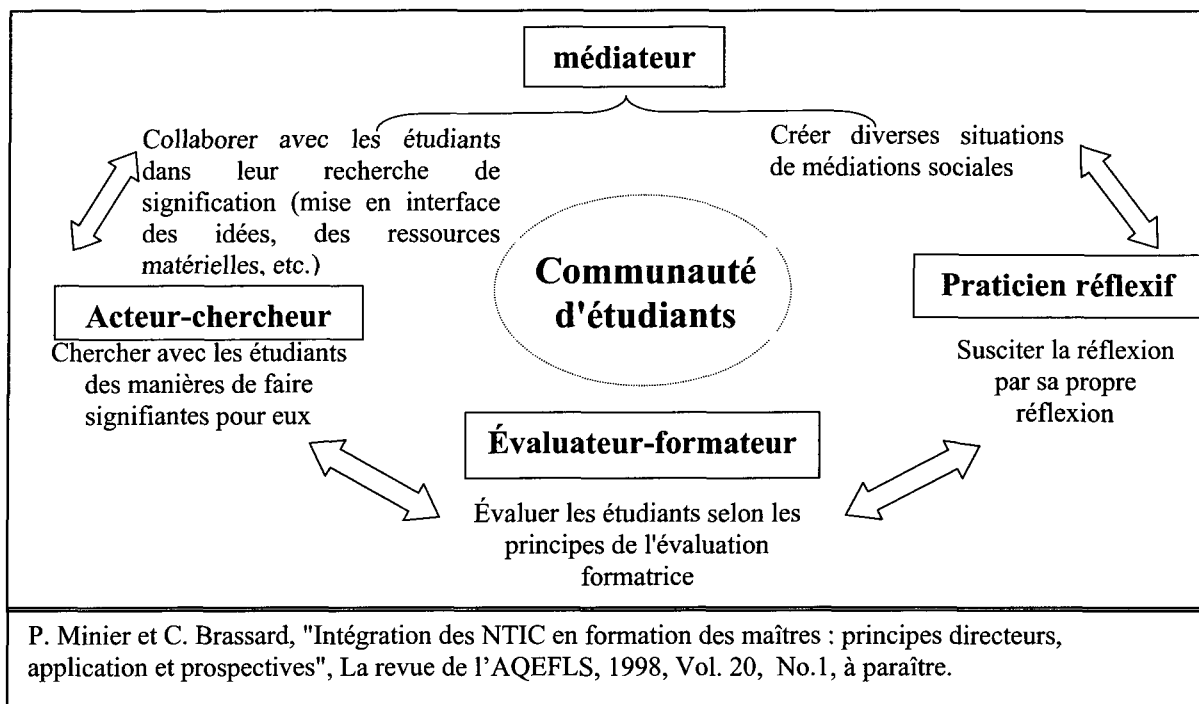 médiateur
Collaborer avec les étudiants
dans leur recherche de
signification (mise en interface
des idées, des ressources
matérielles, etc.)
Créer diverses situations
de médiations sociales
Communauté
d'étudiants
Acteur-chercheur
Chercher avec les étudiants
des manières de faire
signifiantes pour eux
Praticien réflexif
Susciter la réflexion
par sa propre
réflexion
Évaluateur-formateur
Évaluer les étudiants selon les
principes de l'évaluation
formatrice
P. Minier et C. Brassard, "Intégration des NTIC en formation des maîtres : principes directeurs,
application et prospectives", La revue de l'AQEFLS, 1998, Vol. 20, No.1, à paraître.